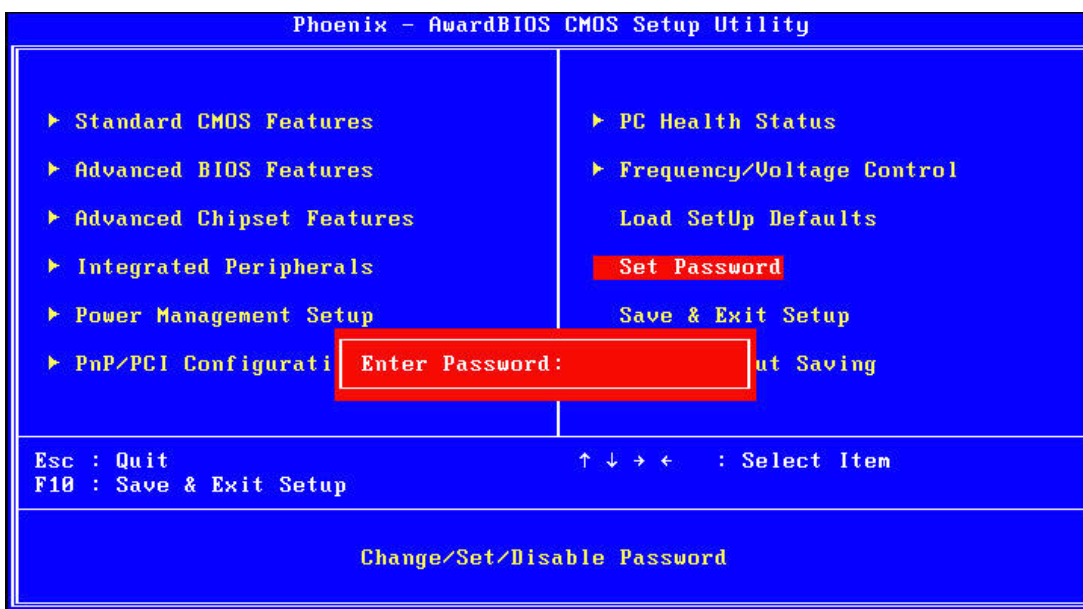 Phoenix - AwardBIOS CMOS Setup Utility
Standard CMOS Features
Advanced BIOS Features
Advanced Chipset Features
Integrated Peripherals
Power Management Setup
PnP/PCI Configurati
PC Health Status
Frequency/Voltage Control
Load SetUp Defaults
Set Password
Save & Exit Setup
ut Saving
Enter Password:
Esc : Quit
F10 : Save & Exit Setup
↑ ↓ → ← : Select Item
Change/Set/Disable Password